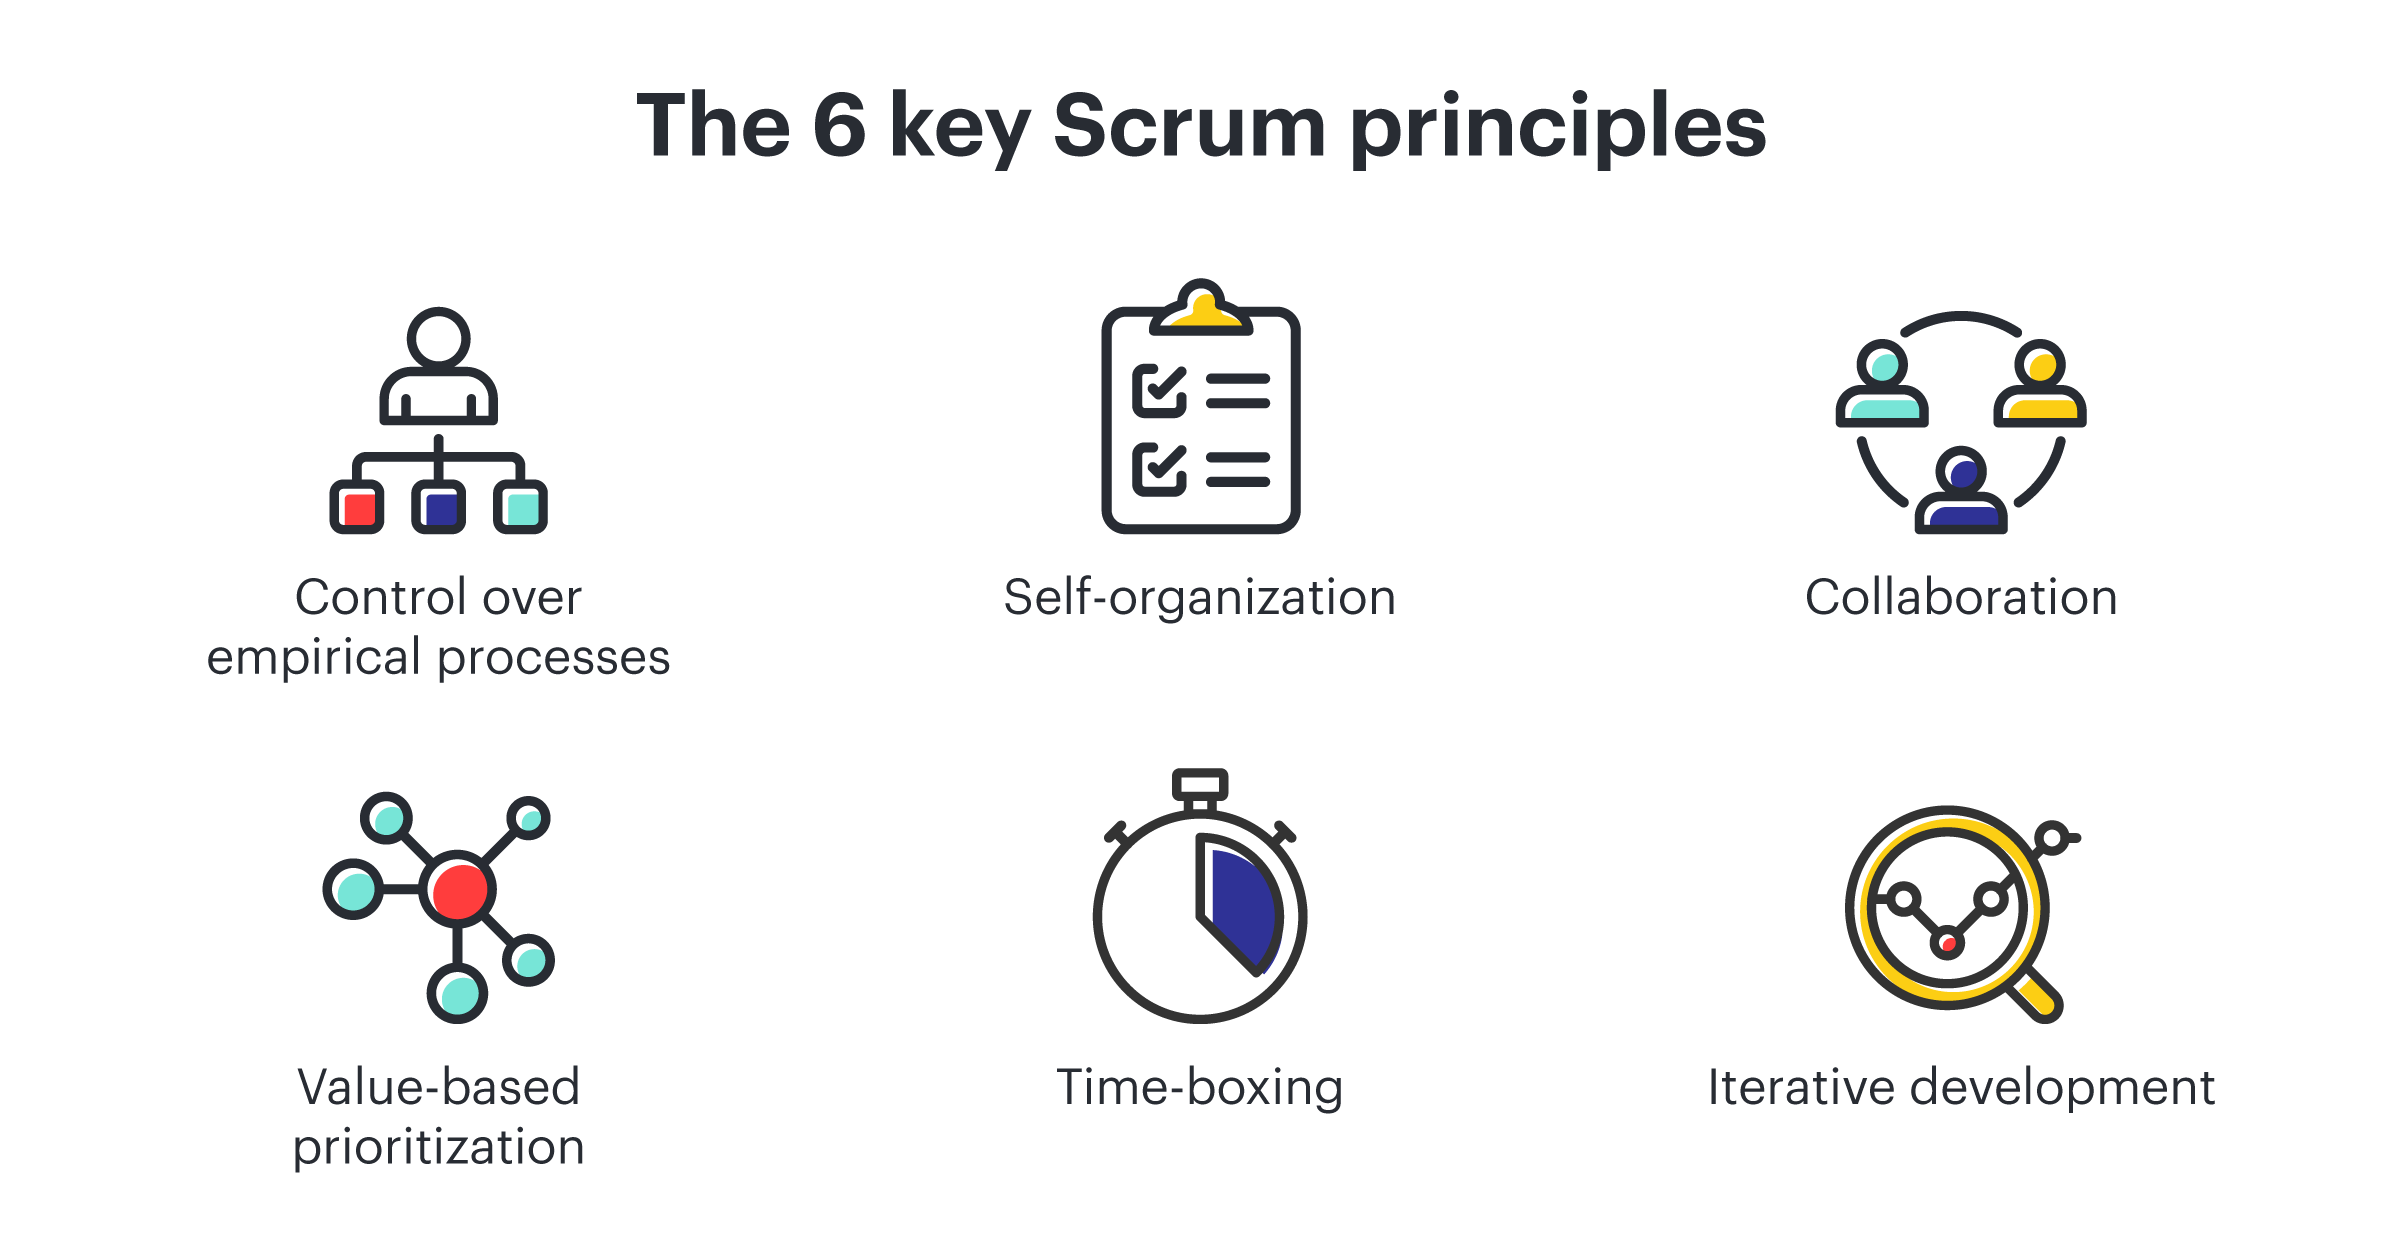 The 6 key Scrum principles
Control over
empirical processes
Self-organization
Collaboration
Value-based
prioritization
Time-boxing
Iterative development